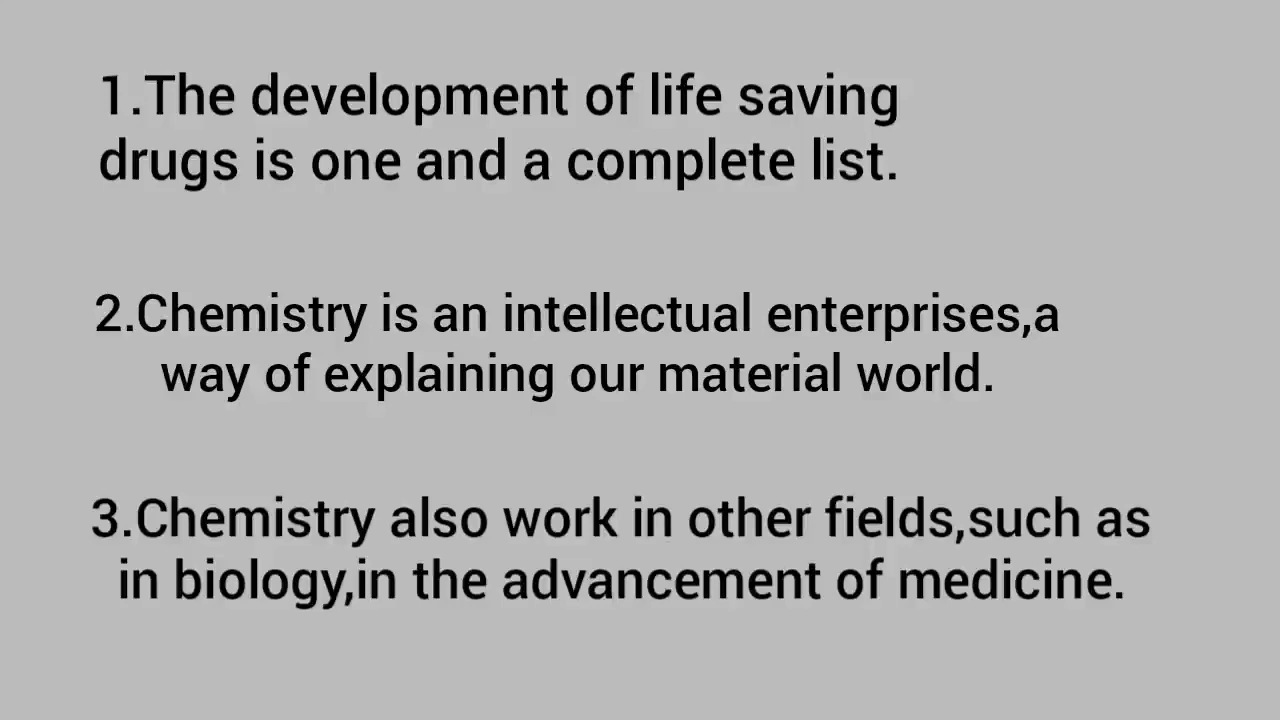 1.The development of life saving
drugs is one and a complete list.
2.Chemistry is an intellectual enterprises,a
way of explaining our material world.
3.Chemistry also work in other fields,such as
in biology,in the advancement of medicine.